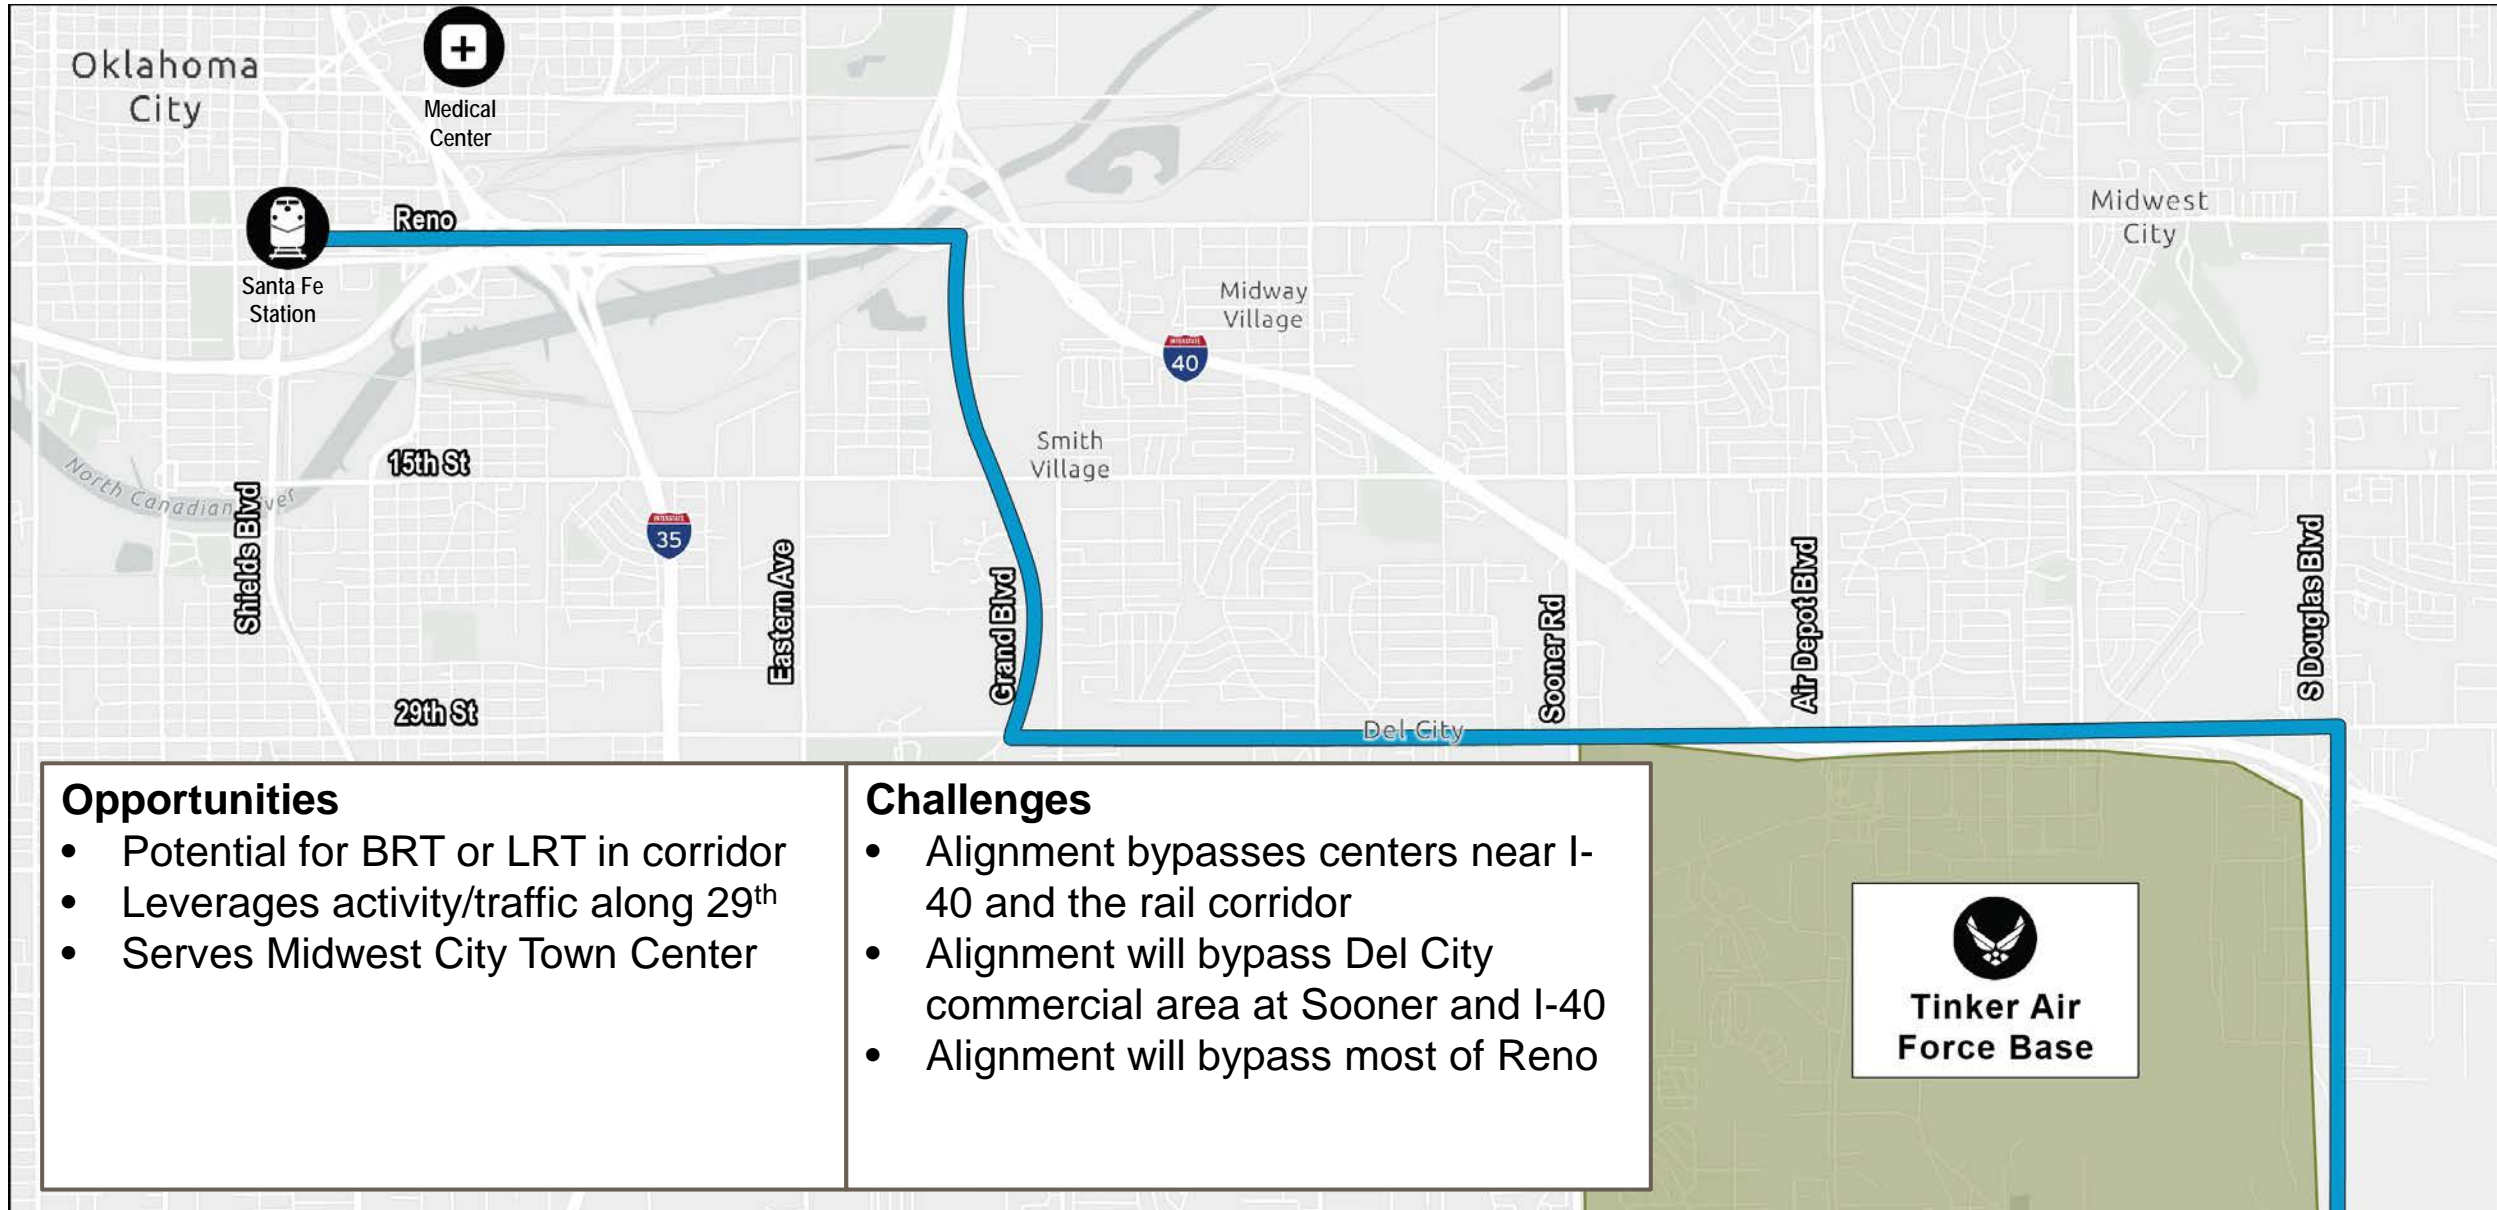 Oklahoma
City
Medical
Center
Reno
Santa Fe
Station
Midwest
City
Midway
Village
INTERSTATE
40
Smith
Village
15th St
North Canadian River
Shields Blvd
INTERSTATE
35
Eastern Ave
Grand Blvd
Sooner Rd
Air Depot Blvd
S Douglas Blvd
29th St
Del City
Opportunities
• Potential for BRT or LRT in corridor
• Leverages activity/traffic along 29th
• Serves Midwest City Town Center
Challenges
• Alignment bypasses centers near I-
40 and the rail corridor
• Alignment will bypass Del City
commercial area at Sooner and I-40
• Alignment will bypass most of Reno
Tinker Air
Force Base